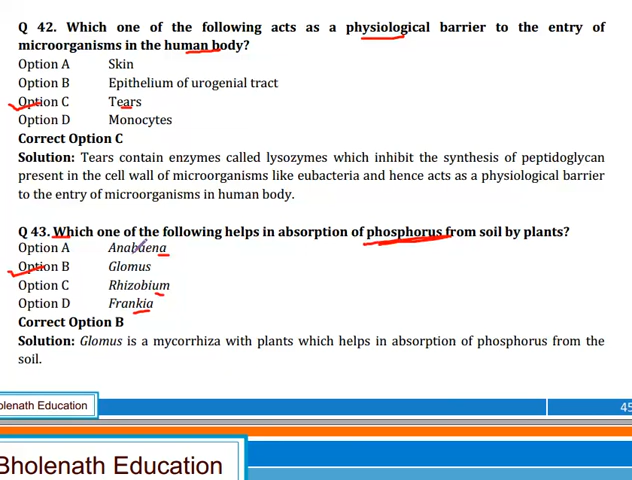 Q 42. Which one of the following acts as a physiological barrier to the entry of
microorganisms in the human body?
Option A Skin
Option B Epithelium of urogenial tract
Option C Tears
Option D Monocytes
Correct Option C
Solution: Tears contain enzymes called lysozymes which inhibit the synthesis of peptidoglycan
present in the cell wall of microorganisms like eubacteria and hence acts as a physiological barrier
to the entry of microorganisms in human body.
Q 43. Which one of the following helps in absorption of phosphorus from soil by plants?
Option A Anabaena
Option B Glomus
Option C Rhizobium
Option D Frankia
Correct Option B
Solution: Glomus is a mycorrhiza with plants which helps in absorption of phosphorus from the
soil.
olenath Education 45
Bholenath Education